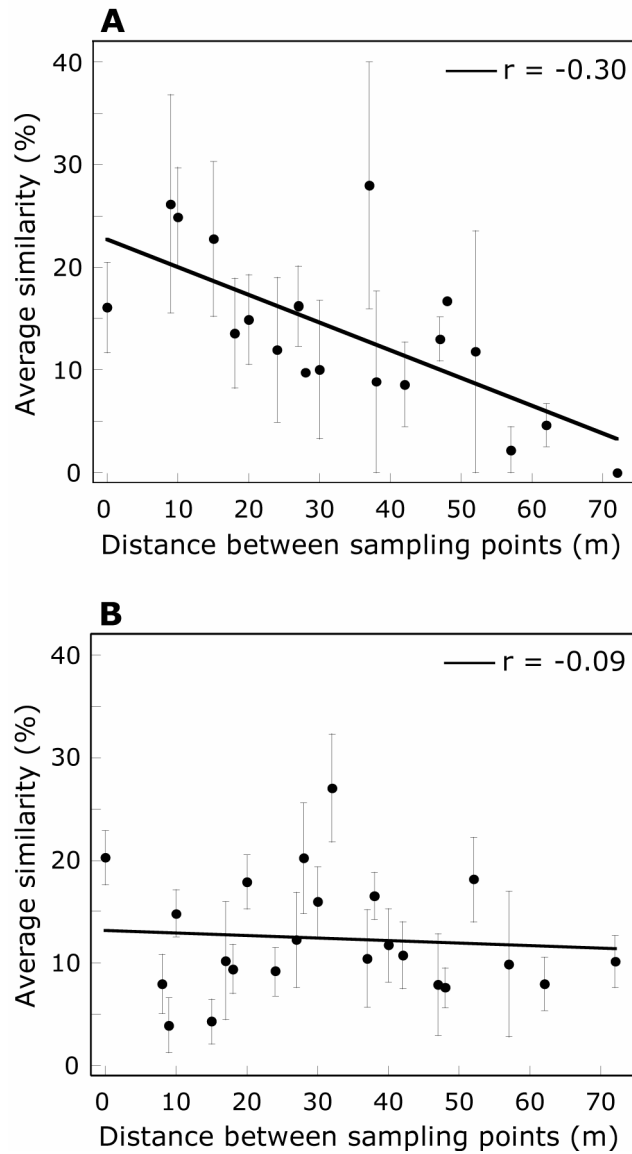 A
40
r = -0.30
30
20
10
0
Average similarity (%)
0 10 20 30 40 50 60 70
Distance between sampling points (m)
B
40
r = -0.09
30
20
10
0
Average similarity (%)
0 10 20 30 40 50 60 70
Distance between sampling points (m)